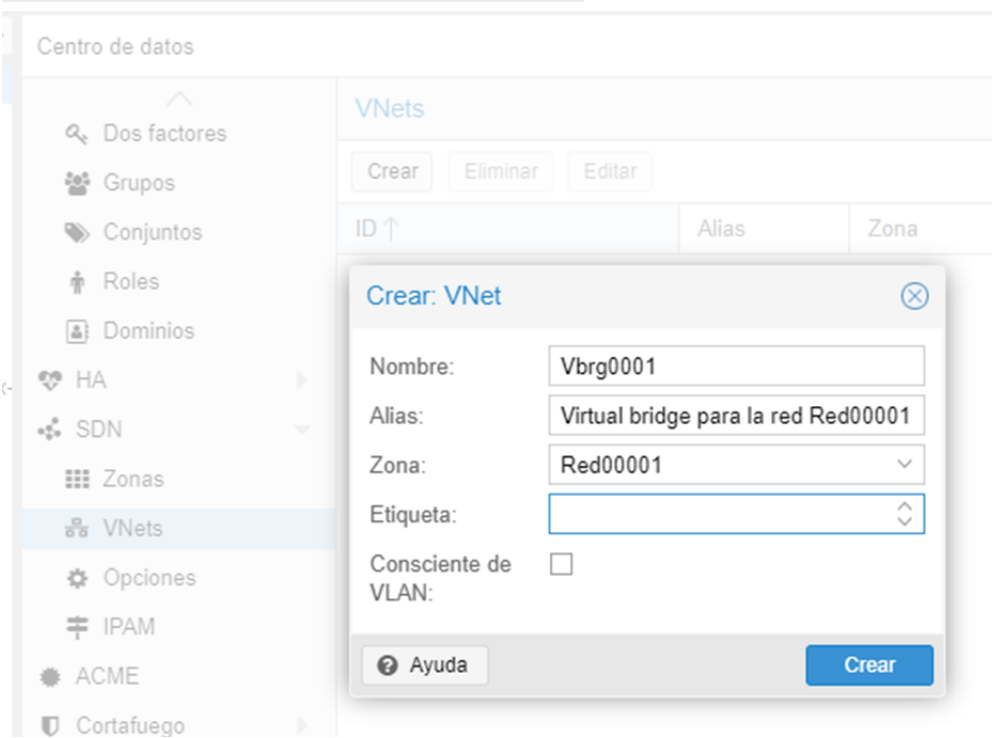 Centro de datos
Dos factores
Grupos
Conjuntos
Roles
Dominios
HA
SDN
Zonas
VNets
Opciones
IPAM
ACME
Cortafuego
VNets
Crear Eliminar Editar
ID Alias Zona
Crear: VNet
Nombre: Vbrg0001
Alias: Virtual bridge para la red Red00001
Zona: Red00001
Etiqueta:
Consciente de
VLAN:
Ayuda Crear